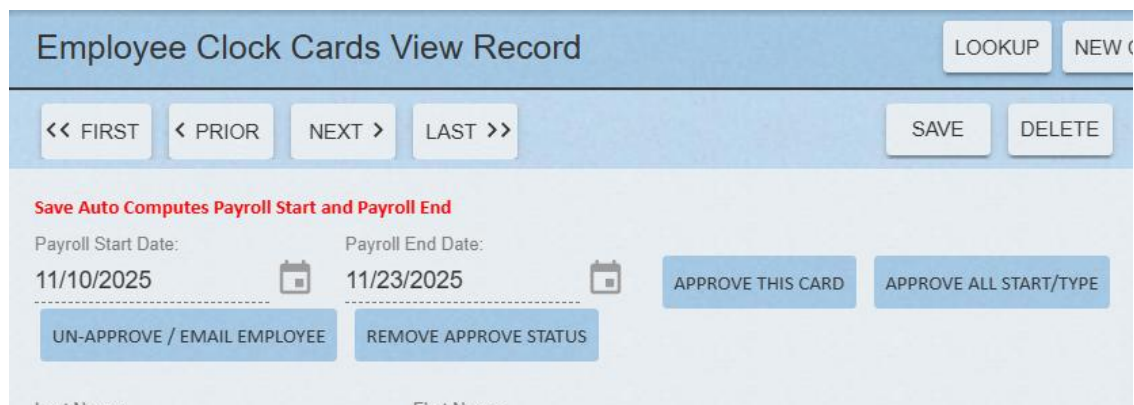 Employee Clock Cards View Record
LOOKUP NEW
<< FIRST < PRIOR NEXT > LAST >>
SAVE DELETE
Save Auto Computes Payroll Start and Payroll End
Payroll Start Date: Payroll End Date:
11/10/2025 11/23/2025 APPROVE THIS CARD APPROVE ALL START/TYPE
UN-APPROVE / EMAIL EMPLOYEE REMOVE APPROVE STATUS